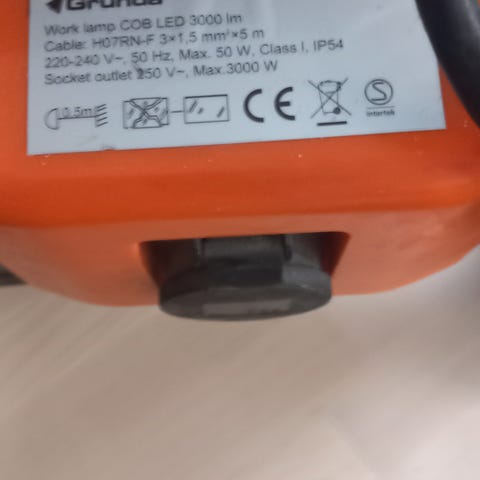 Grunda
Work lamp COB LED 3000 lm
Cable: H07RN-F 3×1,5 mm²×5 m
220-240 V~, 50 Hz, Max. 50 W, Class I, IP54
Socket outlet 250 V~, Max.3000 W
0.5m
CE
S
intertek